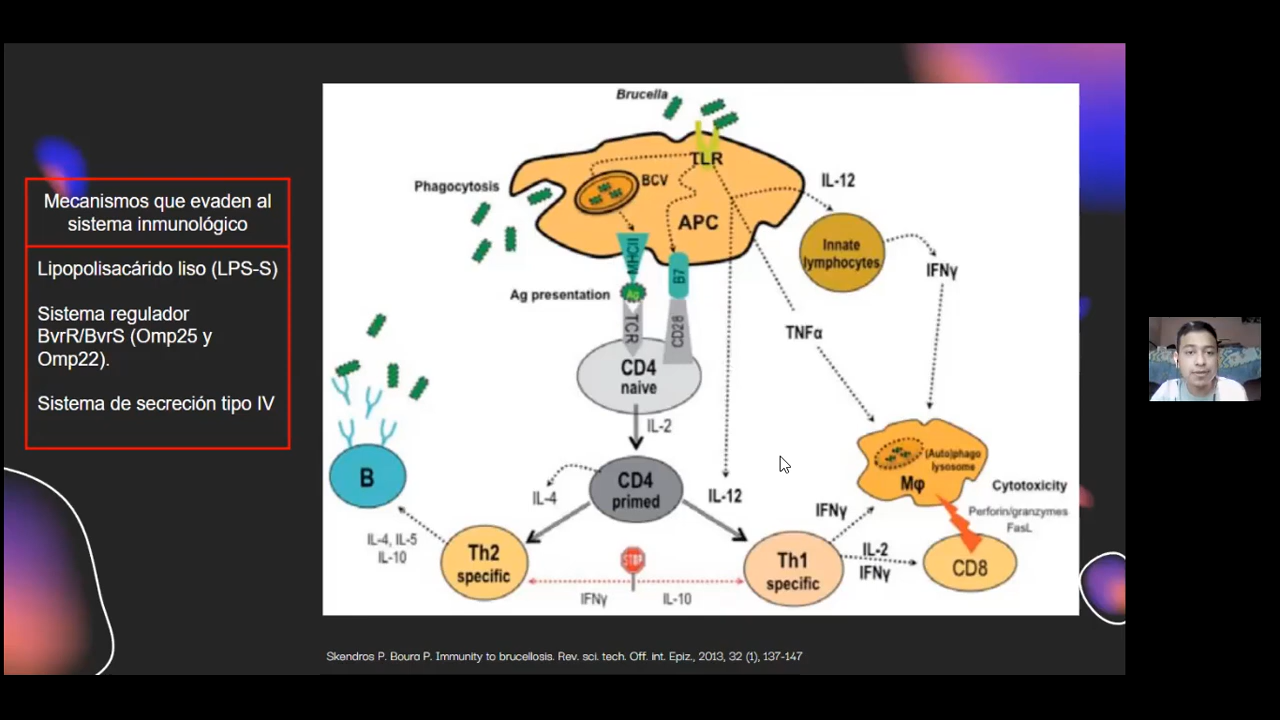 Mecanismos que evaden al
sistema inmunológico
Lipopolisacárido liso (LPS-S)
Sistema regulador
BvrR/BvrS (Omp25 y
Omp22).
Sistema de secreción tipo IV
Brucella
TLR
Phagocytosis
BCV
IL-12
APC
MHCII
B7
Innate
lymphocytes
IFNγ
Ag presentation
Ag
TCR
CD28
TNFα
CD4
naive
IL-2
B
CD4
primed
IL-4
IL-12
(Auto)phago
lysosome
Mφ
Cytotoxicity
Perforin/granzymes
FasL
IFNγ
IL-4, IL-5
IL-10
Th2
specific
STOP
IFNγ
IL-10
Th1
specific
IL-2
IFNγ
CD8
Skendros P. Boura P. Immunity to brucellosis. Rev. sci. tech. Off. int. Epiz., 2013, 32 (1), 137-147